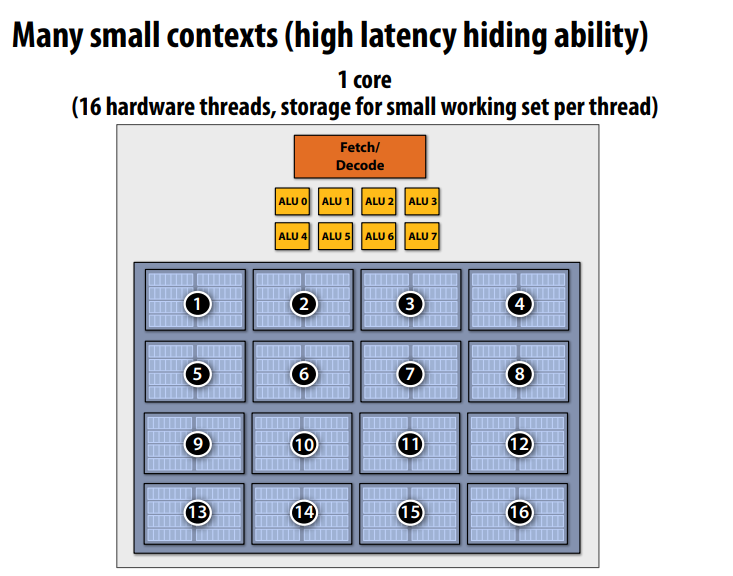 Many small contexts (high latency hiding ability)
1 core
(16 hardware threads, storage for small working set per thread)
Fetch/
Decode
ALU 0 ALU 1 ALU 2 ALU 3
ALU 4 ALU 5 ALU 6 ALU 7
1 2 3 4
5 6 7 8
9 10 11 12
13 14 15 16